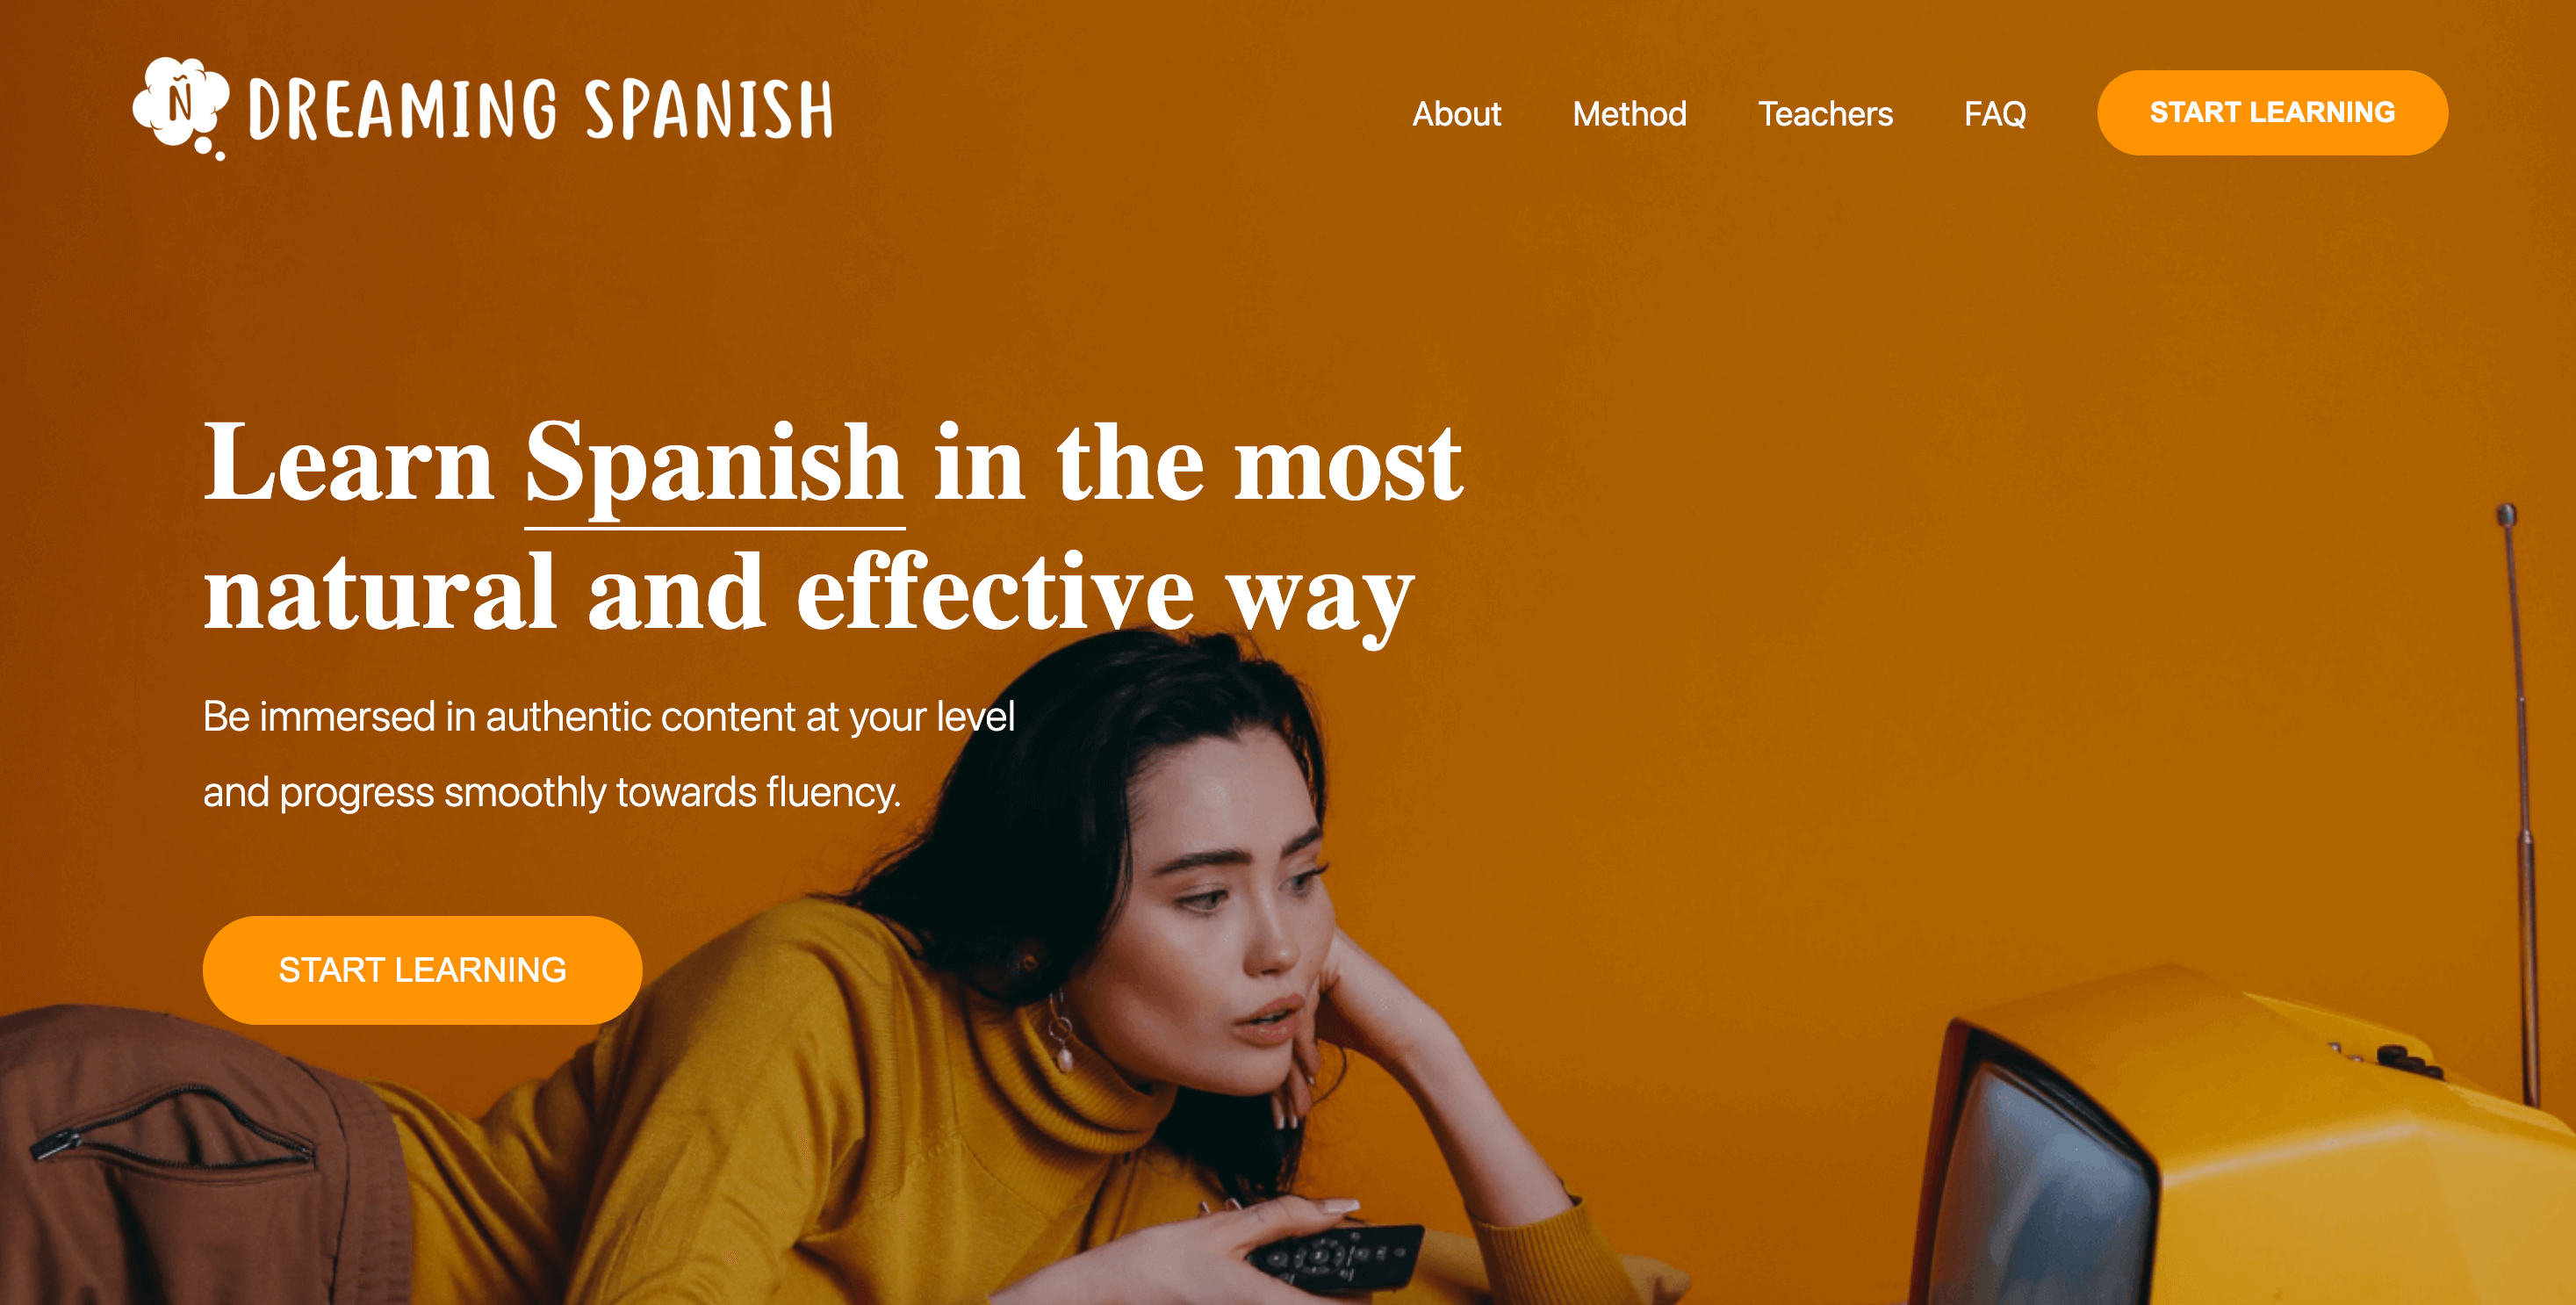 Ñ DREAMING SPANISH
About Method Teachers FAQ START LEARNING
Learn Spanish in the most
natural and effective way
Be immersed in authentic content at your level
and progress smoothly towards fluency.
START LEARNING